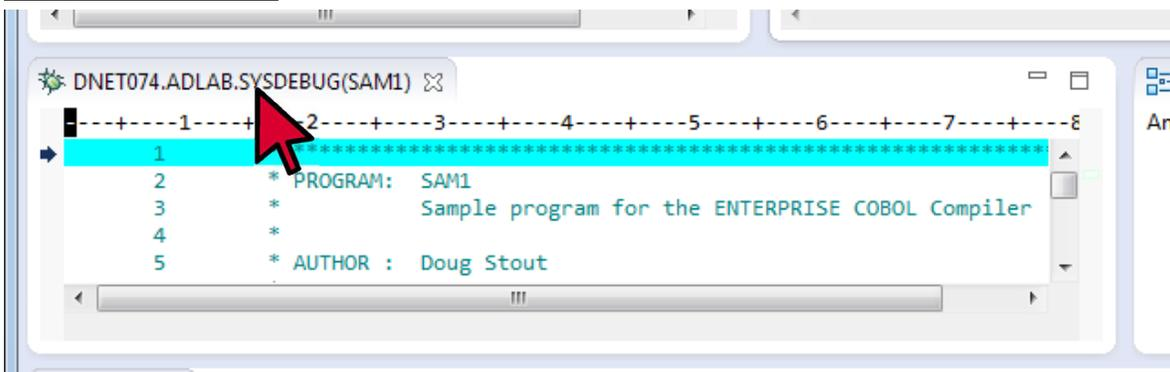 DNET074.ADLAB.SYSDEBUG(SAM1)
----+----1----+----2----+----3----+----4----+----5----+----6----+----7----+----8
1 ************************************************************
2 * PROGRAM: SAM1
3 * Sample program for the ENTERPRISE COBOL Compiler
4 *
5 * AUTHOR : Doug Stout